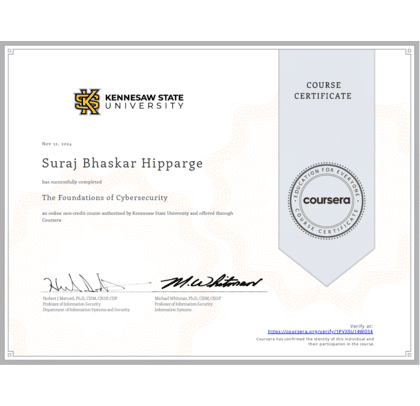 KENNESAW STATE
UNIVERSITY
COURSE
CERTIFICATE
Nov 12, 2024
Suraj Bhaskar Hipparge
has successfully completed
The Foundations of Cybersecurity
an online non-credit course authorized by Kennesaw State University and offered through
Coursera
EDUCATION FOR EVERYONE
coursera
COURSE CERTIFICATE
Herbert J. Mattord, Ph.D., CISM, CISSP, CDP
Professor of Information Security
Department of Information Systems and Security
Michael Whitman, Ph.D., CISM, CISSP
Professor of Information Security
Information Systems
Verify at:
https://coursera.org/verify/
Coursera has confirmed the identity of this individual and
their participation in the course.